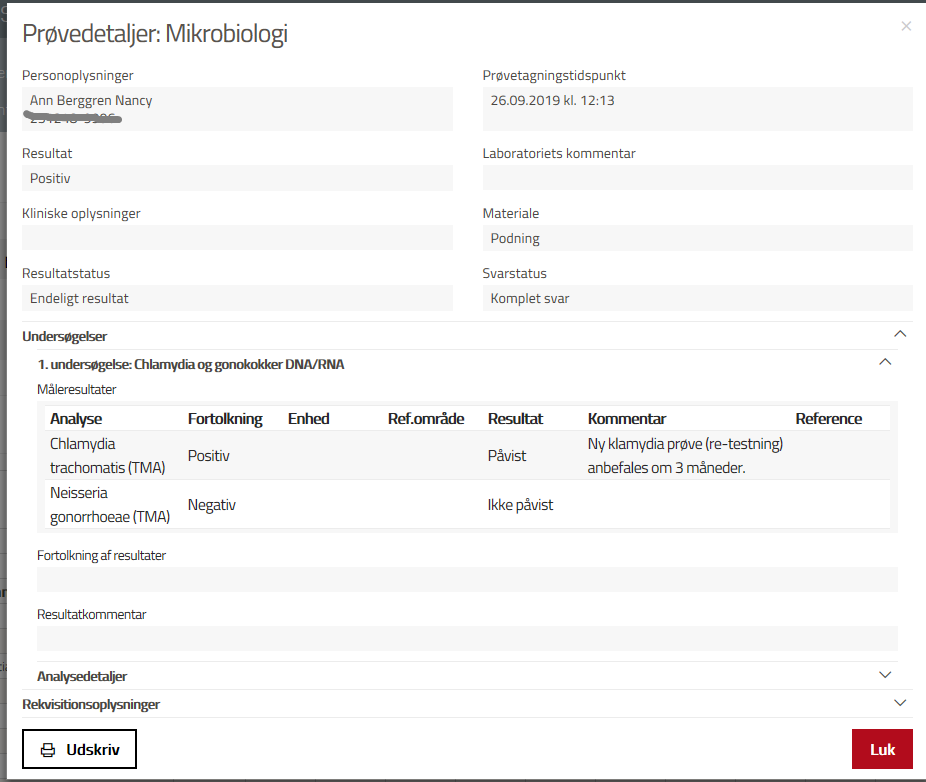 Prøvedetaljer: Mikrobiologi
×
Personoplysninger
Ann Berggren Nancy
Prøvetagningstidspunkt
26.09.2019 kl. 12:13
Resultat
Positiv
Laboratoriets kommentar
Kliniske oplysninger
Materiale
Podning
Resultatstatus
Endeligt resultat
Svarstatus
Komplet svar
Undersøgelser
1. undersøgelse: Chlamydia og gonokokker DNA/RNA
Måleresultater
Analyse Fortolkning Enhed Ref.område Resultat Kommentar Reference
Chlamydia
trachomatis (TMA) Positiv Påvist Ny klamydia prøve (re-testning)
anbefales om 3 måneder.
Neisseria
gonorrhoeae (TMA) Negativ Ikke påvist
Fortolkning af resultater
Resultatkommentar
Analysedetaljer
Rekvisitionsoplysninger
Udskriv
Luk